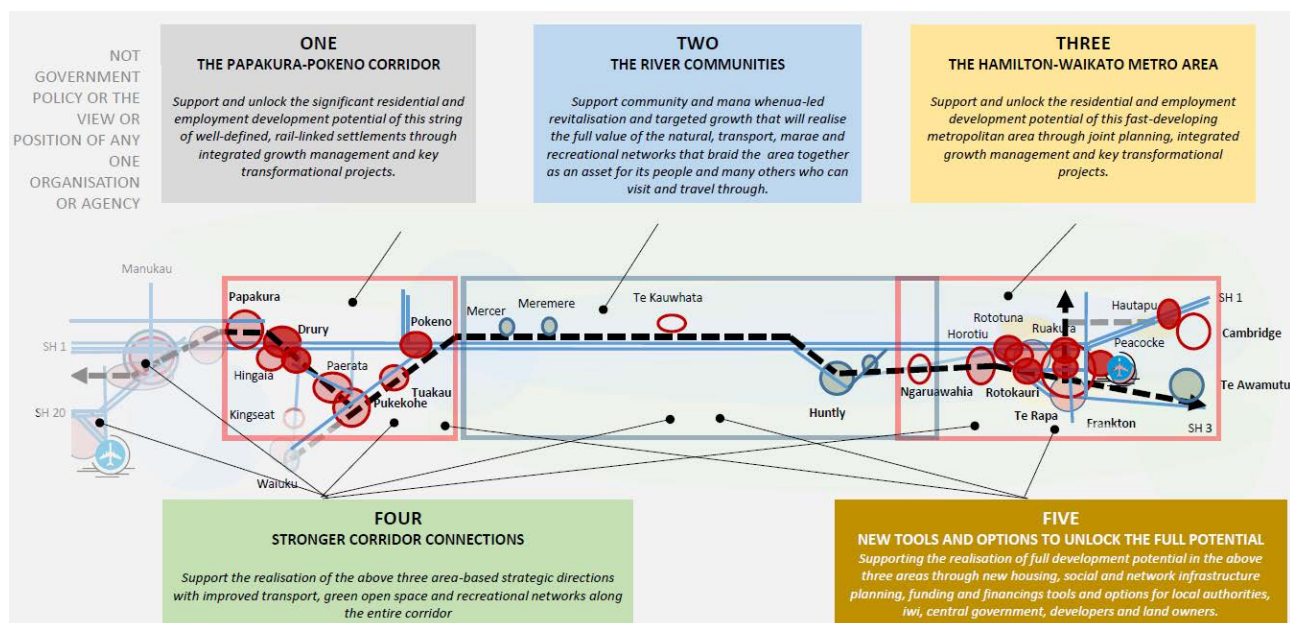 NOT
GOVERNMENT
POLICY OR THE
VIEW OR
POSITION OF ANY
ONE
ORGANISATION
OR AGENCY
ONE
THE PAPAKURA-POKENO CORRIDOR
Support and unlock the significant residential and
employment development potential of this string
of well-defined, rail-linked settlements through
integrated growth management and key
transformational projects.
TWO
THE RIVER COMMUNITIES
Support community and mana whenua-led
revitalisation and targeted growth that will realise
the full value of the natural, transport, marae and
recreational networks that braid the area together
as an asset for its people and many others who can
visit and travel through.
THREE
THE HAMILTON-WAIKATO METRO AREA
Support and unlock the residential and employment
development potential of this fast-developing
metropolitan area through joint planning, integrated
growth management and key transformational
projects.
Manukau
Papakura
Drury
Pokeno
Mercer
Meremere
Te Kauwhata
Rototuna
Horotiu
Ruakura
Hautapu
SH 1
SH 1
Cambridge
Peacocke
Hingaia
Paerata
Kingseat
Tuakau
Pukekohe
SH 20
Huntly
Ngaruawahia
Rotokauri
Te Rapa
Frankton
Te Awamutu
SH 3
Waiuku
FOUR
STRONGER CORRIDOR CONNECTIONS
Support the realisation of the above three area-based strategic directions
with improved transport, green open space and recreational networks along
the entire corridor
FIVE
NEW TOOLS AND OPTIONS TO UNLOCK THE FULL POTENTIAL
Supporting the realisation of full development potential in the above
three areas through new housing, social and network infrastructure
planning, funding and financings tools and options for local authorities,
iwi, central government, developers and land owners.